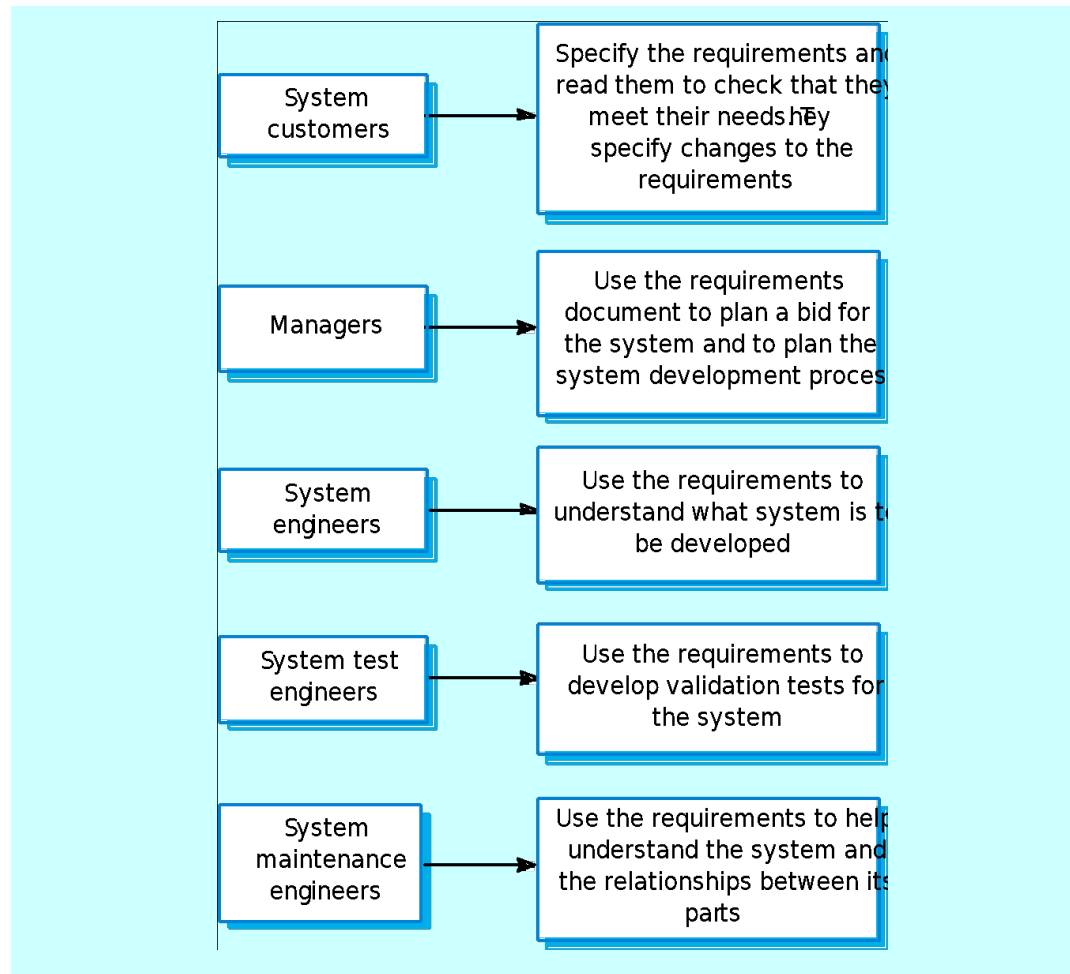 System
customers
Specify the requirements and
read them to check that they
meet their needs. They
specify changes to the
requirements
Managers
Use the requirements
document to plan a bid for
the system and to plan the
system development proces
System
engineers
Use the requirements to
understand what system is to
be developed
System test
engineers
Use the requirements to
develop validation tests for
the system
System
maintenance
engineers
Use the requirements to help
understand the system and
the relationships between its
parts